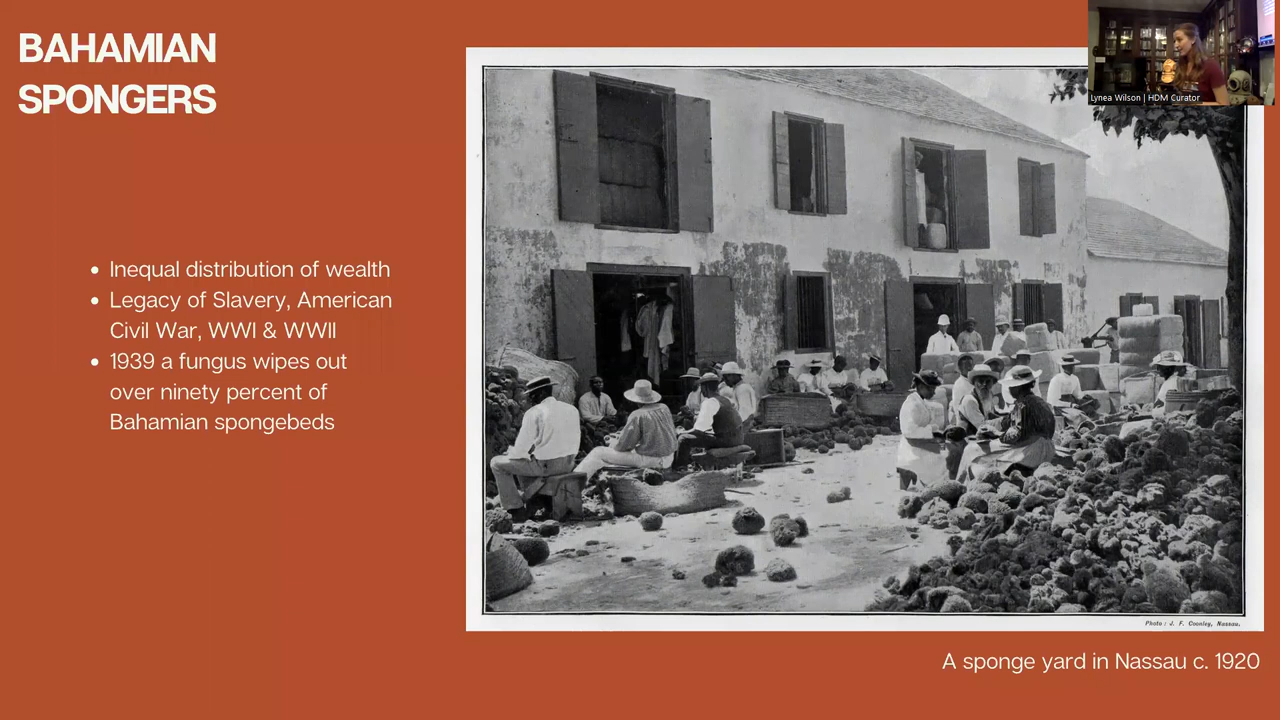 BAHAMIAN
SPONGERS
Lynea Wilson | HDM Curator
• Inequal distribution of wealth
• Legacy of Slavery, American
Civil War, WWI & WWII
• 1939 a fungus wipes out
over ninety percent of
Bahamian spongebeds
Photo : J. F. Coonley, Nassau.
A sponge yard in Nassau c. 1920